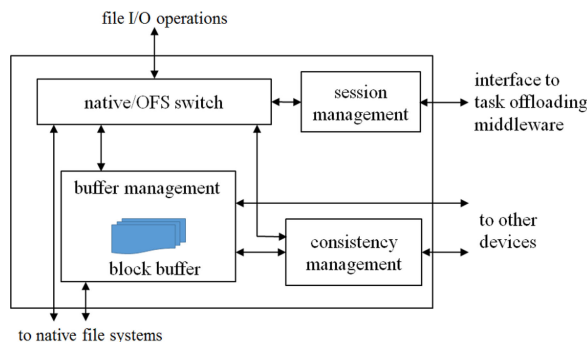 file I/O operations
native/OFS switch
session
management
interface to
task offloading
middleware
buffer management
block buffer
consistency
management
to other
devices
to native file systems